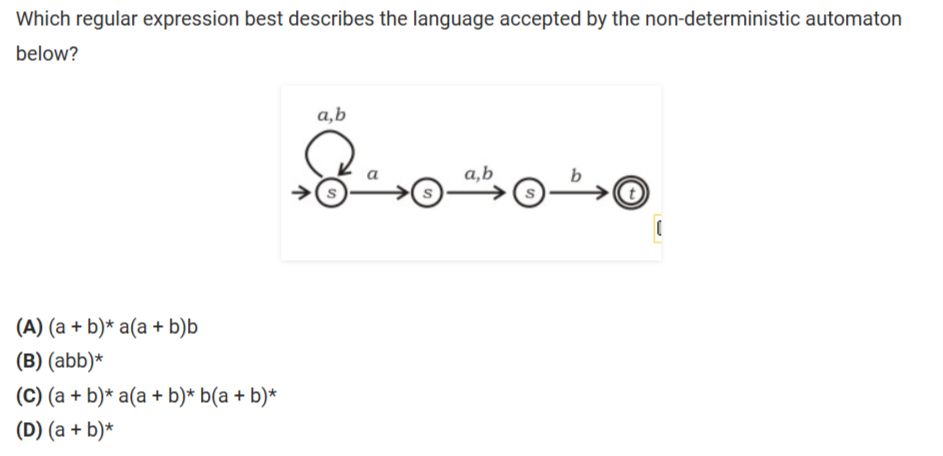 Which regular expression best describes the language accepted by the non-deterministic automaton
below?
a,b
a
a,b
b
s
s
s
t
(A) (a + b)* a(a + b)b
(B) (abb)*
(C) (a + b)* a(a + b)* b(a + b)*
(D) (a + b)*